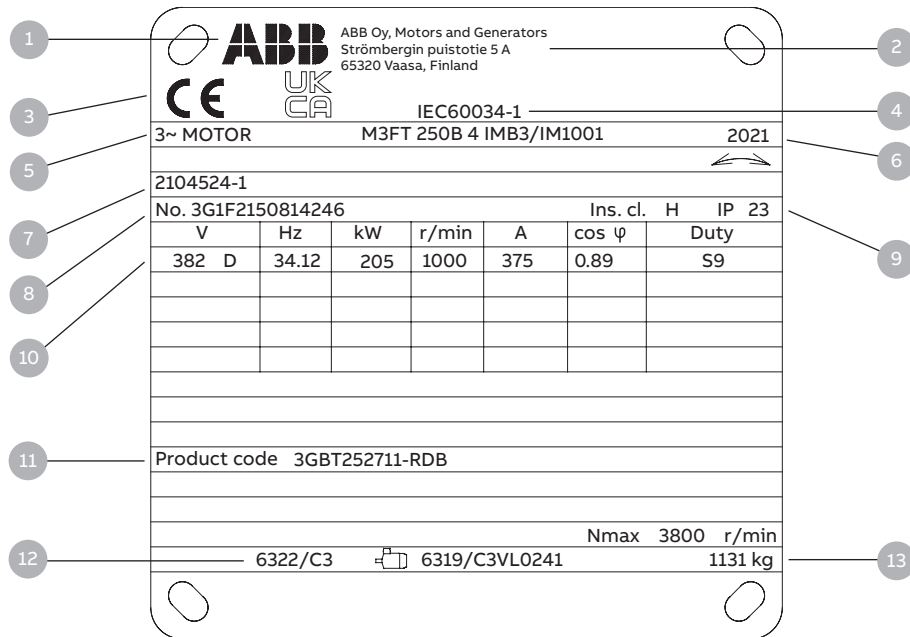 1
ABB
ABB Oy, Motors and Generators
Strömbergin puistotie 5 A
65320 Vaasa, Finland
2
3
CE
UK
CA
IEC60034-1
4
5
3~ MOTOR M3FT 250B 4 IMB3/IM1001 2021
6
7
2104524-1
8
No. 3G1F2150814246 Ins. cl. H IP 23
9
V Hz kW r/min A cos φ Duty
10
382 D 34.12 205 1000 375 0.89 S9
11
Product code 3GBT252711-RDB
Nmax 3800 r/min
12
6322/C3 6319/C3VL0241 1131 kg
13